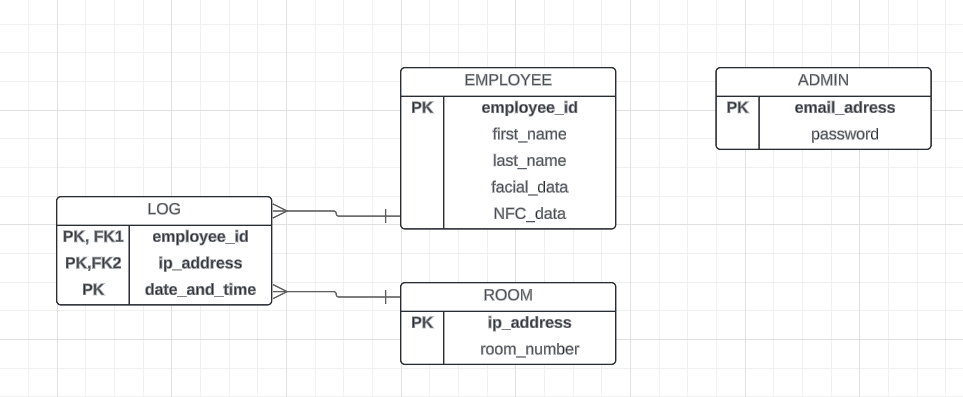 EMPLOYEE
PK employee_id
first_name
last_name
facial_data
NFC_data
ADMIN
PK email_adress
password
LOG
PK, FK1 employee_id
PK,FK2 ip_address
PK date_and_time
ROOM
PK ip_address
room_number